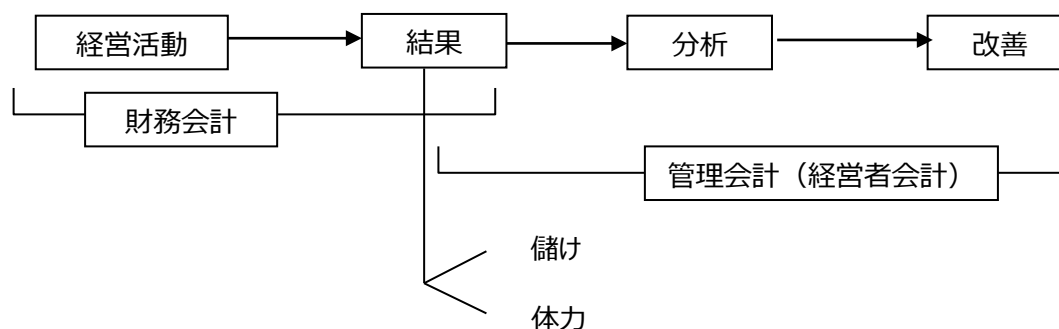 経営活動
結果
分析
改善
財務会計
管理会計（経営者会計）
儲け
体力